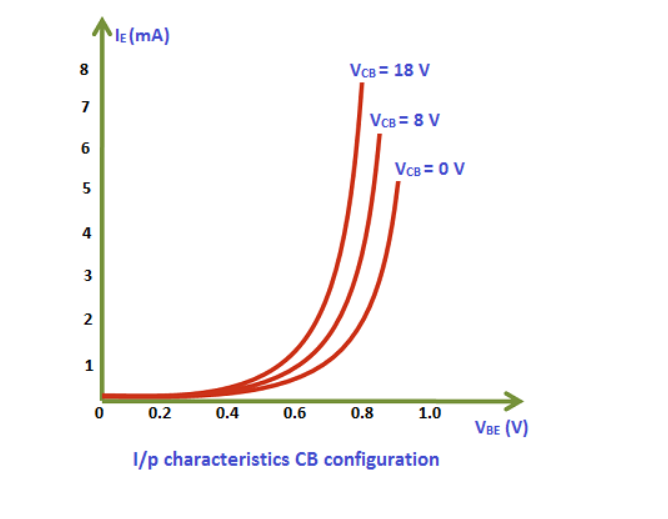 IE (mA)
8
VCB = 18 V
7
VCB = 8 V
6
VCB = 0 V
5
4
3
2
1
0 0.2 0.4 0.6 0.8 1.0
VBE (V)
I/p characteristics CB configuration